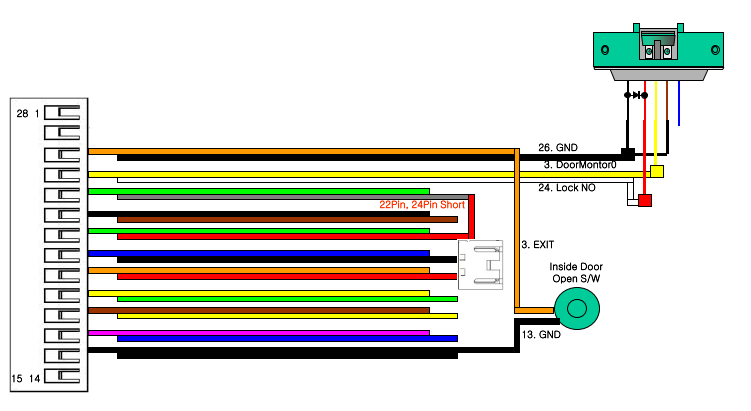 28 1
26. GND
3. DoorMontor0
24. Lock NO
22Pin, 24Pin Short
3. EXIT
Inside Door
Open S/W
13. GND
15 14